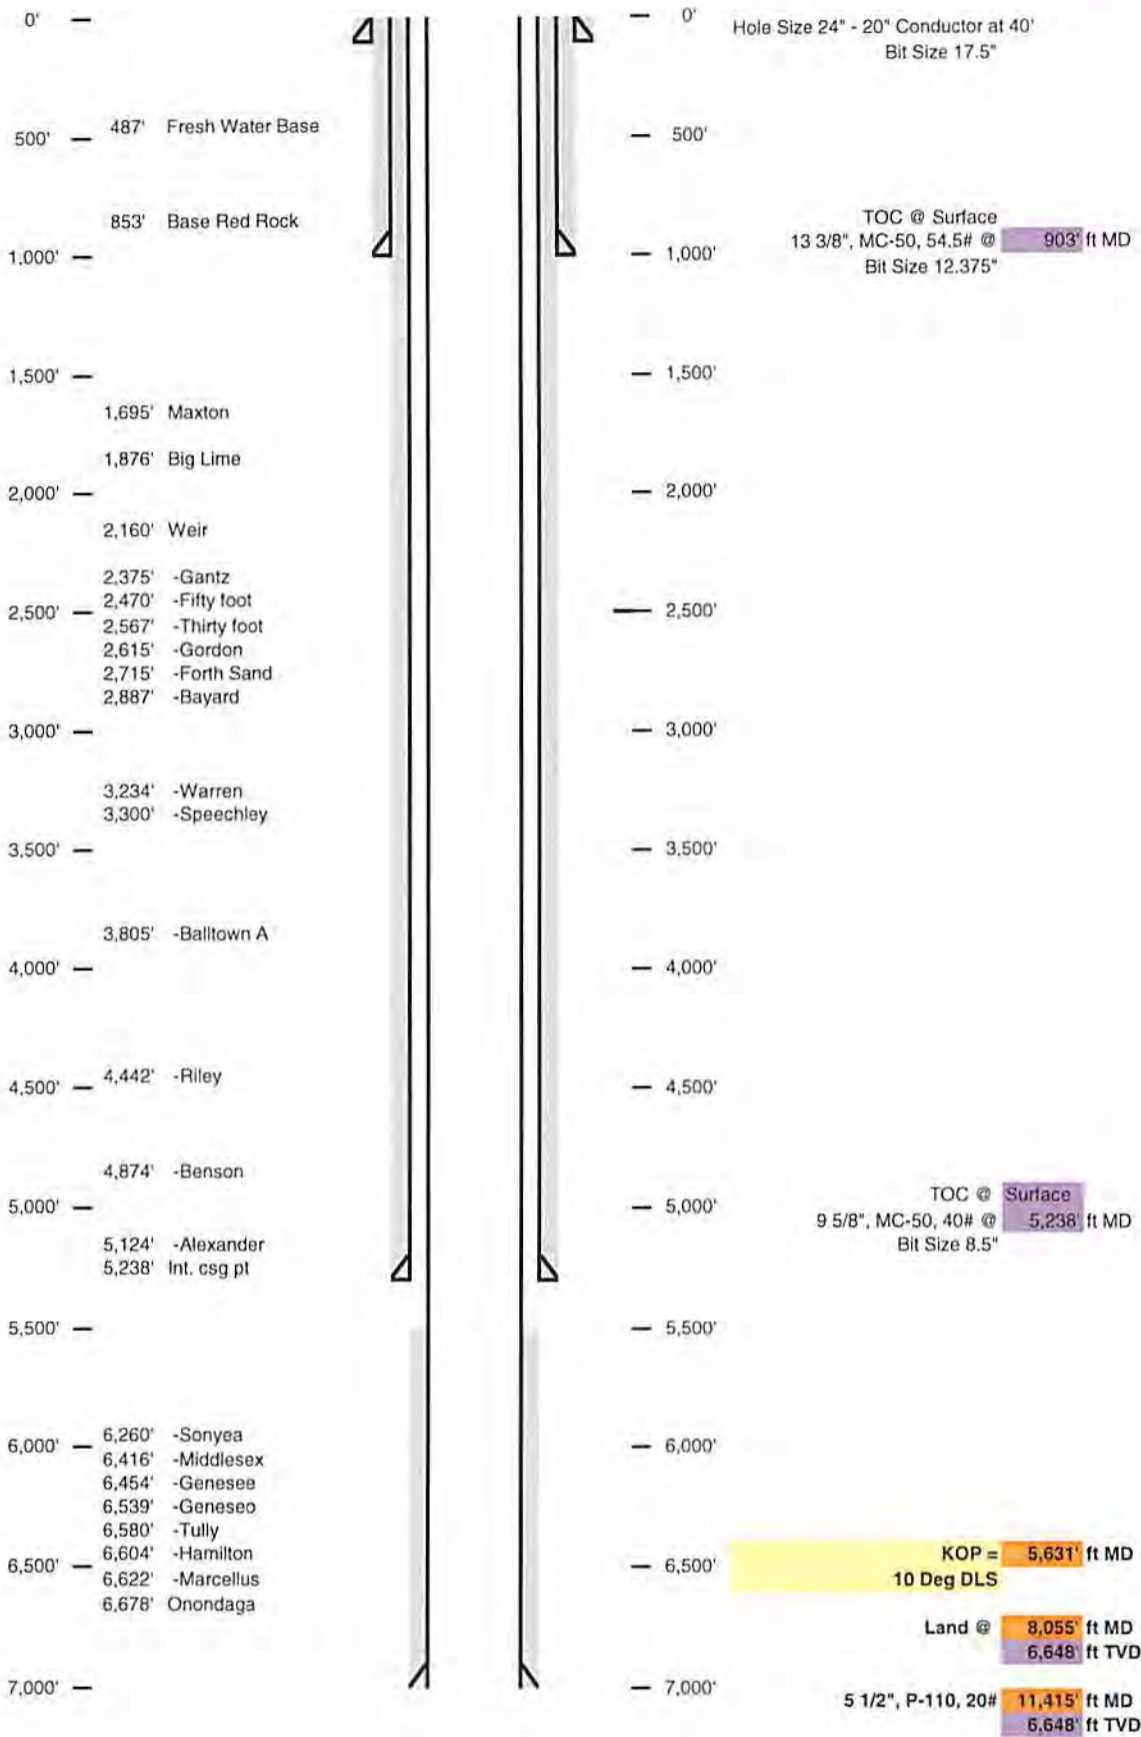 0' 0' Hole Size 24" - 20" Conductor at 40'
Bit Size 17.5"
487' Fresh Water Base
500' 500'
853' Base Red Rock
TOC @ Surface
13 3/8", MC-50, 54.5# @ 903' ft MD
1,000' 1,000'
Bit Size 12.375"
1,500' 1,500'
1,695' Maxton
1,876' Big Lime
2,000' 2,000'
2,160' Weir
2,375' -Gantz
2,470' -Fifty foot
2,500' 2,500'
2,567' -Thirty foot
2,615' -Gordon
2,715' -Forth Sand
2,887' -Bayard
3,000' 3,000'
3,234' -Warren
3,300' -Speechley
3,500' 3,500'
3,805' -Balltown A
4,000' 4,000'
4,442' -Riley
4,500' 4,500'
4,874' -Benson
TOC @ Surface
5,000' 5,000'
9 5/8", MC-50, 40# @ 5,238' ft MD
5,124' -Alexander
Bit Size 8.5"
5,238' Int. csg pt
5,500' 5,500'
6,260' -Sonyea
6,000' 6,000'
6,416' -Middlesex
6,454' -Genesee
6,539' -Geneseo
6,580' -Tully
6,604' -Hamilton
KOP = 5,631' ft MD
6,500' 6,500'
6,622' -Marcellus
10 Deg DLS
6,678' Onondaga
Land @ 8,055' ft MD
6,648' ft TVD
7,000' 7,000'
5 1/2", P-110, 20# 11,415' ft MD
6,648' ft TVD